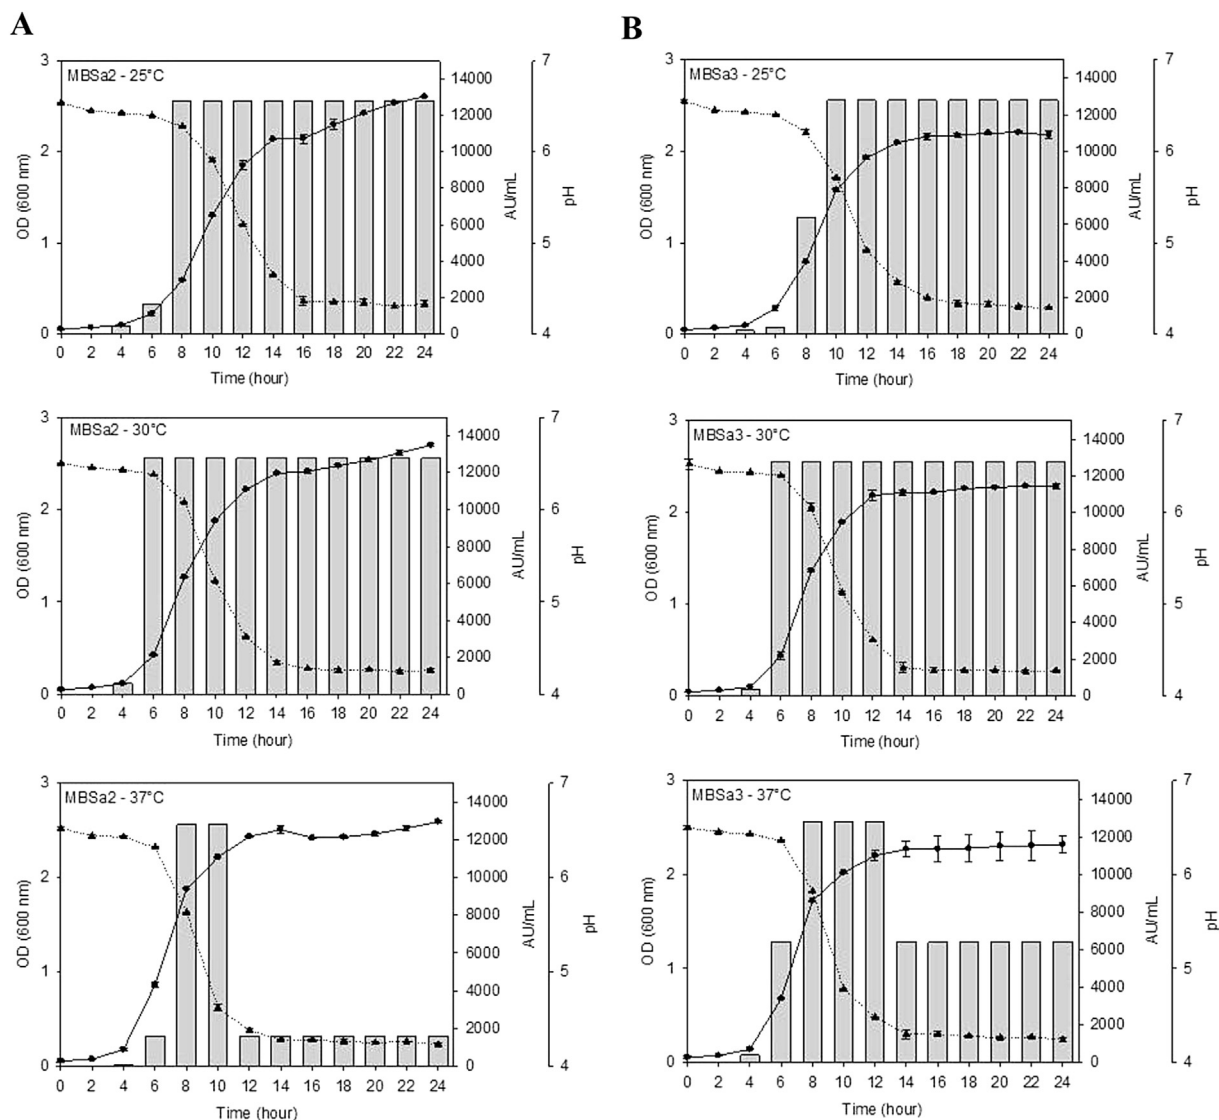 A
B
MBSa2 - 25°C
OD (600 nm)
3
2
1
0
14000
12000
10000
8000
6000
4000
2000
0
AU/mL
7
6
5
4
pH
0 2 4 6 8 10 12 14 16 18 20 22 24
Time (hour)
MBSa3 - 25°C
OD (600 nm)
3
2
1
0
14000
12000
10000
8000
6000
4000
2000
0
AU/mL
7
6
5
4
pH
0 2 4 6 8 10 12 14 16 18 20 22 24
Time (hour)
MBSa2 - 30°C
OD (600 nm)
3
2
1
0
14000
12000
10000
8000
6000
4000
2000
0
AU/mL
7
6
5
4
pH
0 2 4 6 8 10 12 14 16 18 20 22 24
Time (hour)
MBSa3 - 30°C
OD (600 nm)
3
2
1
0
14000
12000
10000
8000
6000
4000
2000
0
AU/mL
7
6
5
4
pH
0 2 4 6 8 10 12 14 16 18 20 22 24
Time (hour)
MBSa2 - 37°C
OD (600 nm)
3
2
1
0
14000
12000
10000
8000
6000
4000
2000
0
AU/mL
7
6
5
4
pH
0 2 4 6 8 10 12 14 16 18 20 22 24
Time (hour)
MBSa3 - 37°C
OD (600 nm)
3
2
1
0
14000
12000
10000
8000
6000
4000
2000
0
AU/mL
7
6
5
4
pH
0 2 4 6 8 10 12 14 16 18 20 22 24
Time (hour)